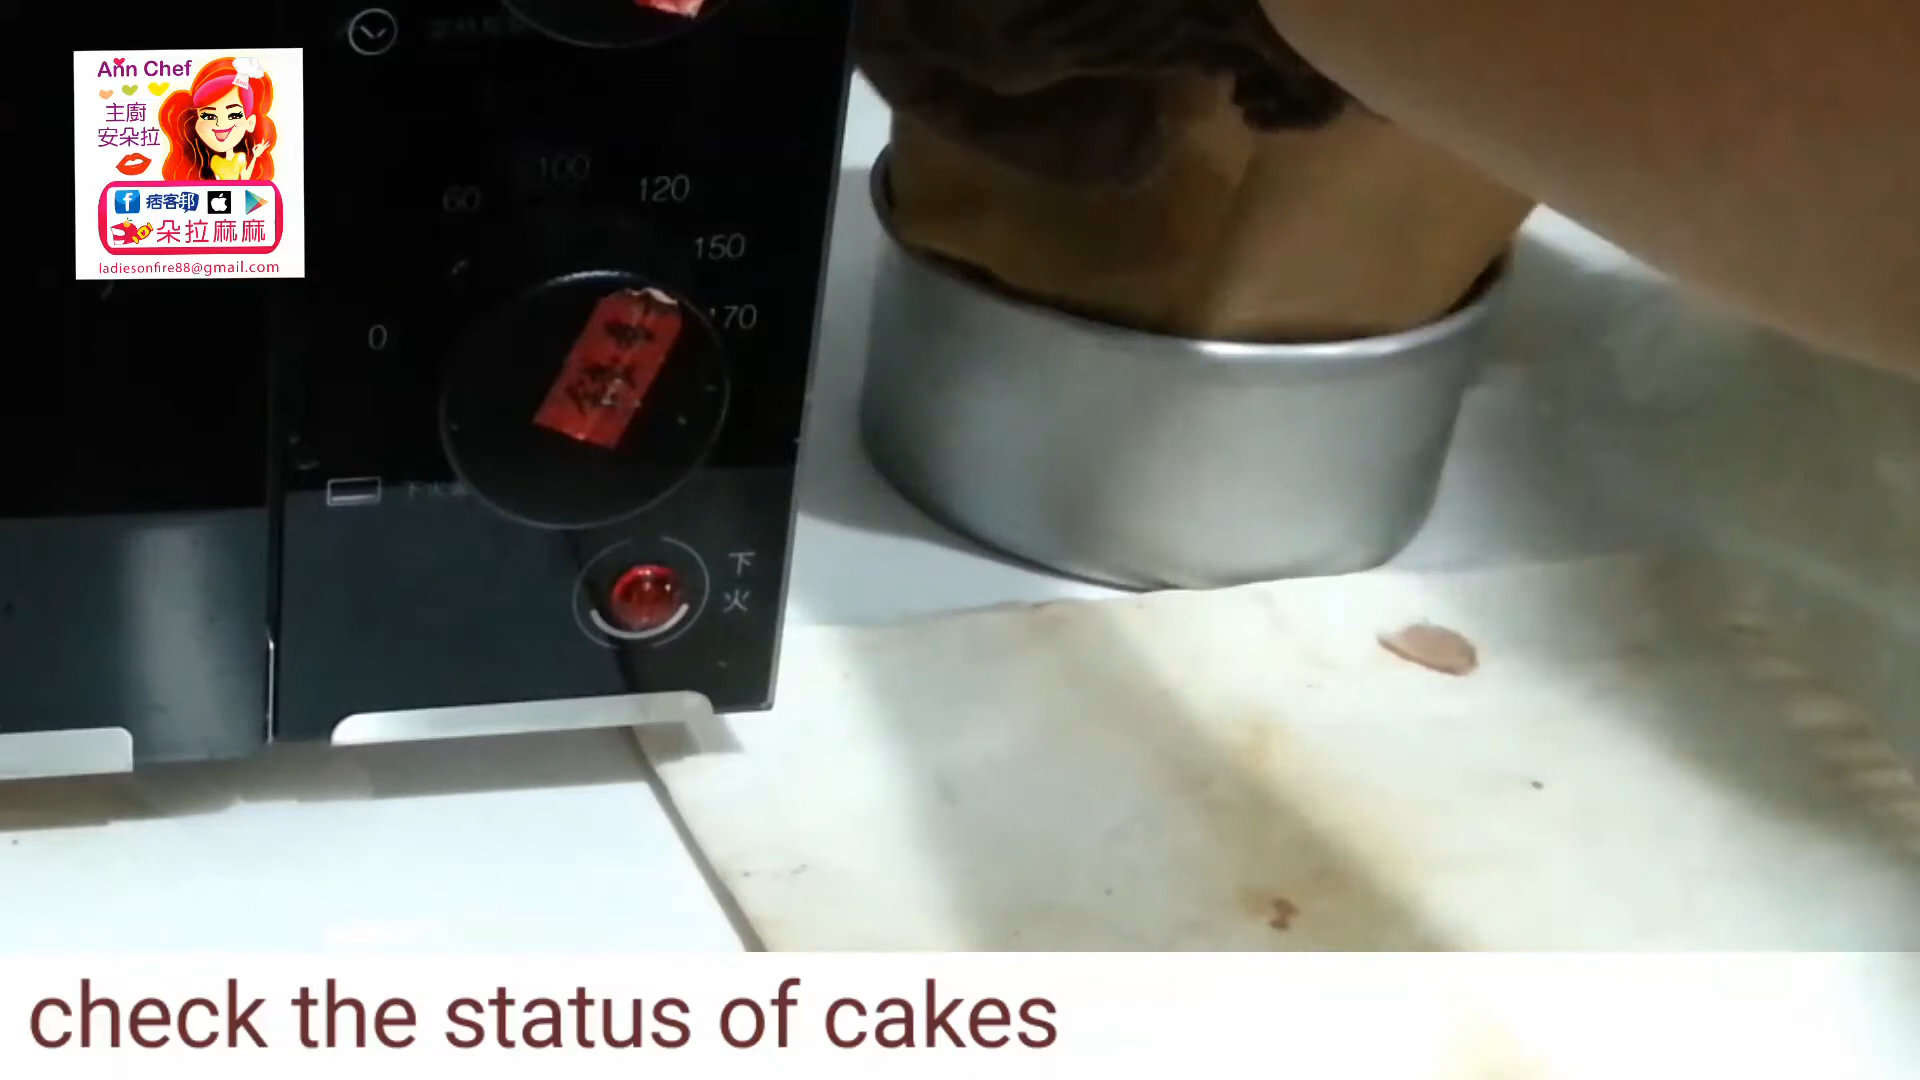 Ann Chef
主廚
安朵拉
痞客邦
朵拉麻麻
ladiesonfire88@gmail.com
100
60
120
150
170
0
下火
check the status of cakes